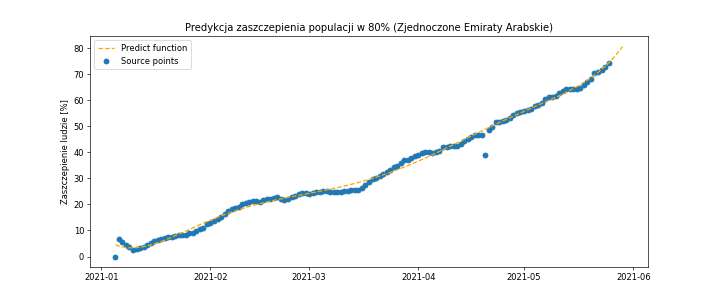 Predykcja zaszczepienia populacji w 80% (Zjednoczone Emiraty Arabskie)
Predict function
Source points
Zaszczepienie ludzie [%]
80
70
60
50
40
30
20
10
0
2021-01 2021-02 2021-03 2021-04 2021-05 2021-06